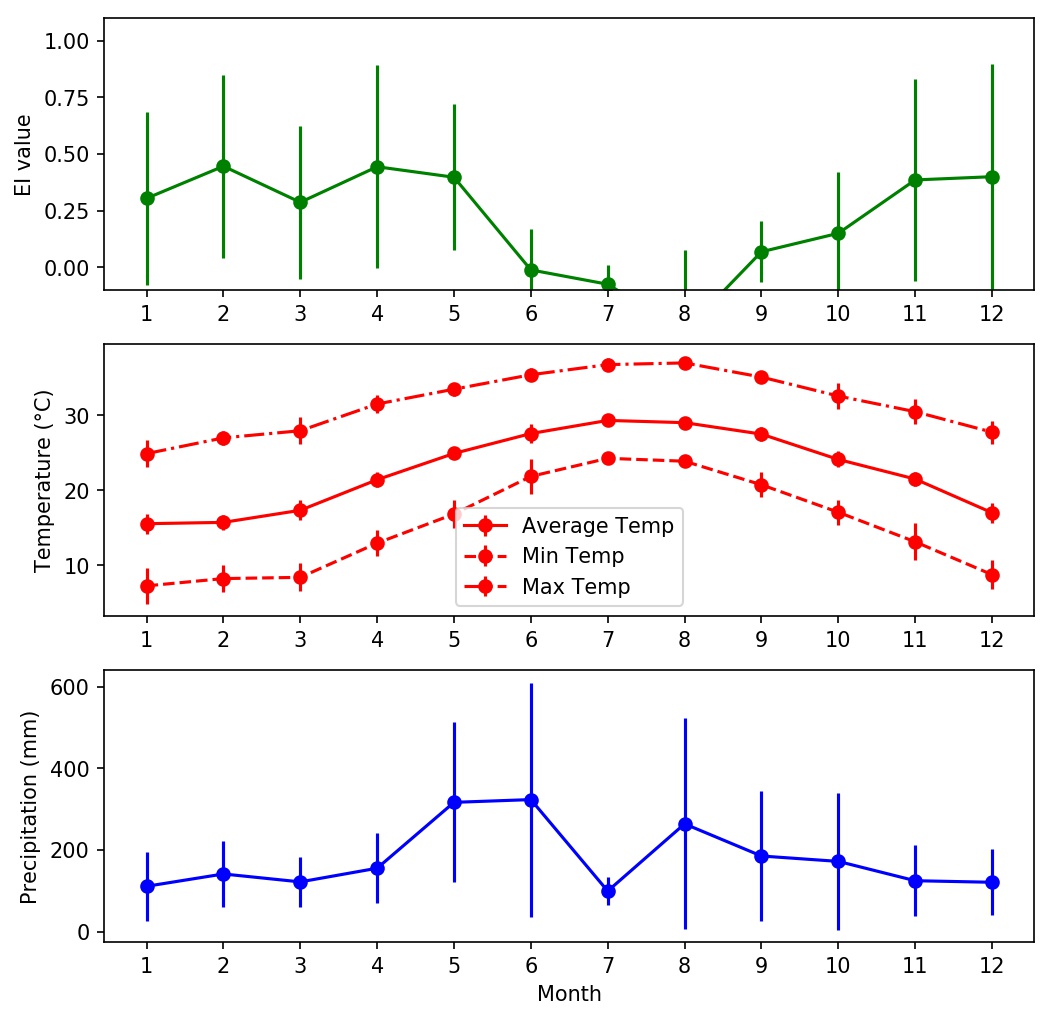 EI value
1.00
0.75
0.50
0.25
0.00
1 2 3 4 5 6 7 8 9 10 11 12
Temperature (°C)
30
20
10
Average Temp
Min Temp
Max Temp
1 2 3 4 5 6 7 8 9 10 11 12
Precipitation (mm)
600
400
200
0
1 2 3 4 5 6 7 8 9 10 11 12
Month